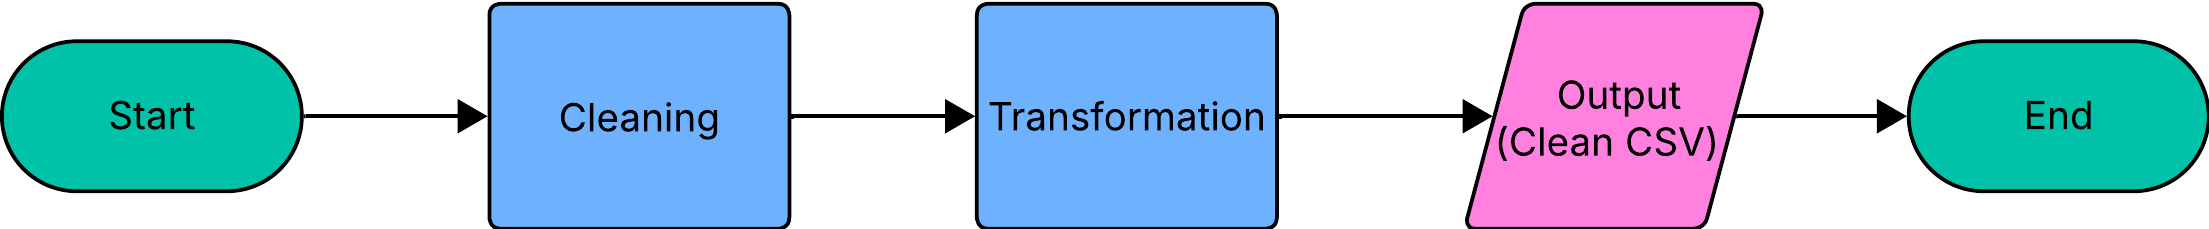 Start
Cleaning
Transformation
Output
(Clean CSV)
End